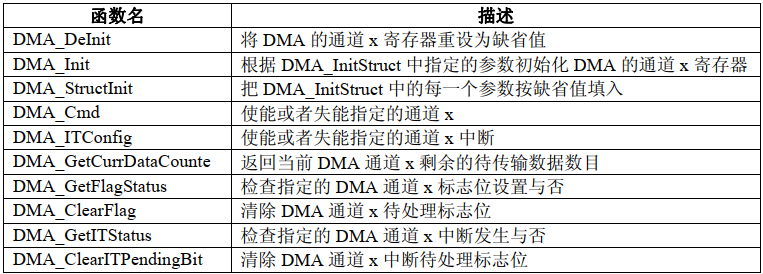 函数名 描述
DMA_DeInit 将 DMA 的通道 x 寄存器重设为缺省值
DMA_Init 根据 DMA_InitStruct 中指定的参数初始化 DMA 的通道 x 寄存器
DMA_StructInit 把 DMA_InitStruct 中的每一个参数按缺省值填入
DMA_Cmd 使能或者失能指定的通道 x
DMA_ITConfig 使能或者失能指定的通道 x 中断
DMA_GetCurrDataCounte 返回当前 DMA 通道 x 剩余的待传输数据数目
DMA_GetFlagStatus 检查指定的 DMA 通道 x 标志位设置与否
DMA_ClearFlag 清除 DMA 通道 x 待处理标志位
DMA_GetITStatus 检查指定的 DMA 通道 x 中断发生与否
DMA_ClearITPendingBit 清除 DMA 通道 x 中断待处理标志位